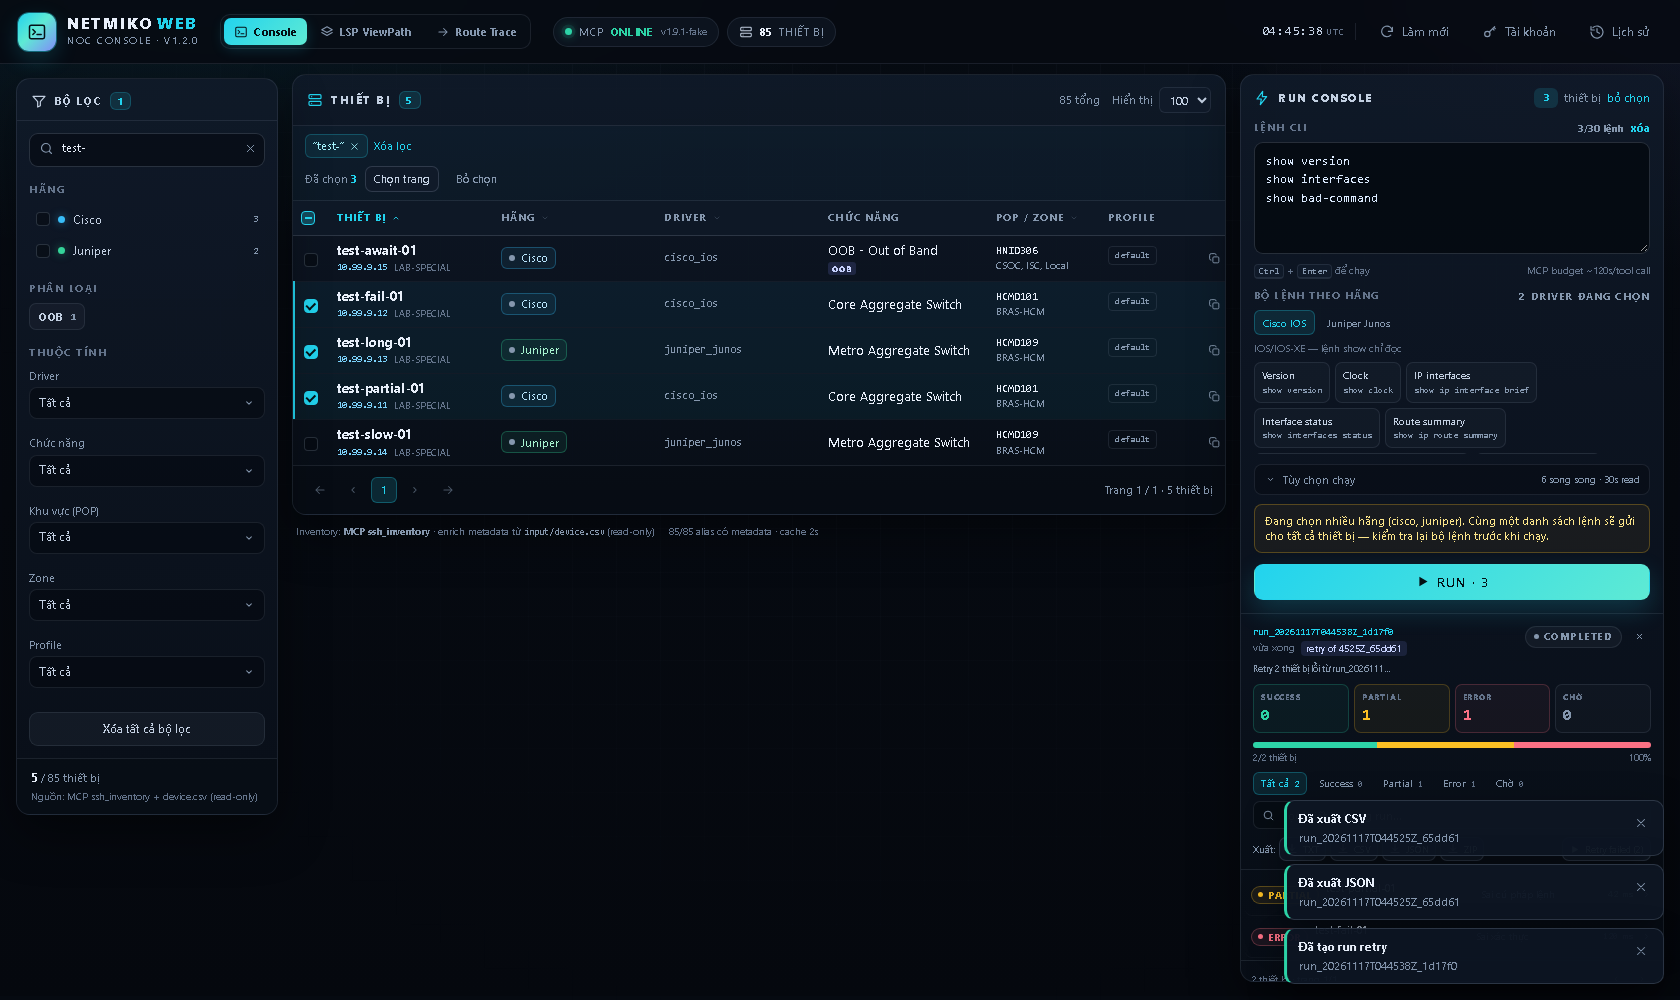 NETMIKO WEB
NOC CONSOLE · V1.2.0
Console
LSP ViewPath
Route Trace
MCP ONLINE v1.9.1-fake
85 THIẾT BỊ
04:45:38 UTC
Làm mới
Tài khoản
Lịch sử
BỘ LỌC 1
test-
HÃNG
Cisco 3
Juniper 2
PHÂN LOẠI
OOB 1
THUỘC TÍNH
Driver
Tất cả
Chức năng
Tất cả
Khu vực (POP)
Tất cả
Zone
Tất cả
Profile
Tất cả
Xóa tất cả bộ lọc
5 / 85 thiết bị
Nguồn: MCP ssh_inventory + device.csv (read-only)
THIẾT BỊ 5
85 tổng Hiển thị 100
"test-" × Xóa lọc
Đã chọn 3 Chọn trang Bỏ chọn
THIẾT BỊ HÃNG DRIVER CHỨC NĂNG POP / ZONE PROFILE
test-await-01 Cisco cisco_ios OOB - Out of Band HNID306 default
10.99.9.15 LAB-SPECIAL OOB CSOC, ISC, Local
test-fail-01 Cisco cisco_ios Core Aggregate Switch HCMD101 default
10.99.9.12 LAB-SPECIAL BRAS-HCM
test-long-01 Juniper juniper_junos Metro Aggregate Switch HCMD109 default
10.99.9.13 LAB-SPECIAL BRAS-HCM
test-partial-01 Cisco cisco_ios Core Aggregate Switch HCMD101 default
10.99.9.11 LAB-SPECIAL BRAS-HCM
test-slow-01 Juniper juniper_junos Metro Aggregate Switch HCMD109 default
10.99.9.14 LAB-SPECIAL BRAS-HCM
← ‹ 1 › →
Trang 1 / 1 · 5 thiết bị
Inventory: MCP ssh_inventory · enrich metadata từ input/device.csv (read-only) 85/85 alias có metadata · cache 2s
RUN CONSOLE 3 thiết bị bỏ chọn
LỆNH CLI 3/30 lệnh xóa
show version
show interfaces
show bad-command
Ctrl + Enter để chạy MCP budget ~120s/tool call
BỘ LỆNH THEO HÃNG 2 DRIVER ĐANG CHỌN
Cisco IOS Juniper Junos
IOS/IOS-XE — lệnh show chỉ đọc
Version
show version
Clock
show clock
IP interfaces
show ip interface brief
Interface status
show interfaces status
Route summary
show ip route summary
Tùy chọn chạy 6 song song · 30s read
Đang chọn nhiều hãng (cisco, juniper). Cùng một danh sách lệnh sẽ gửi
cho tất cả thiết bị — kiểm tra lại bộ lệnh trước khi chạy.
RUN · 3
run_20261117T044538Z_1d17f0
COMPLETED ×
vừa xong retry of 4525Z_65dd61
Retry 2 thiết bị lỗi từ run_2026111...
SUCCESS 0
PARTIAL 1
ERROR 1
CHỜ 0
2/2 thiết bị 100%
Tất cả 2 Success 0 Partial 1 Error 1 Chờ 0
Đã xuất CSV
run_20261117T044525Z_65dd61
Xuất:
Đã xuất JSON
run_20261117T044525Z_65dd61
PA
ERR
Đã tạo run retry
run_20261117T044538Z_1d17f0
2 thiết